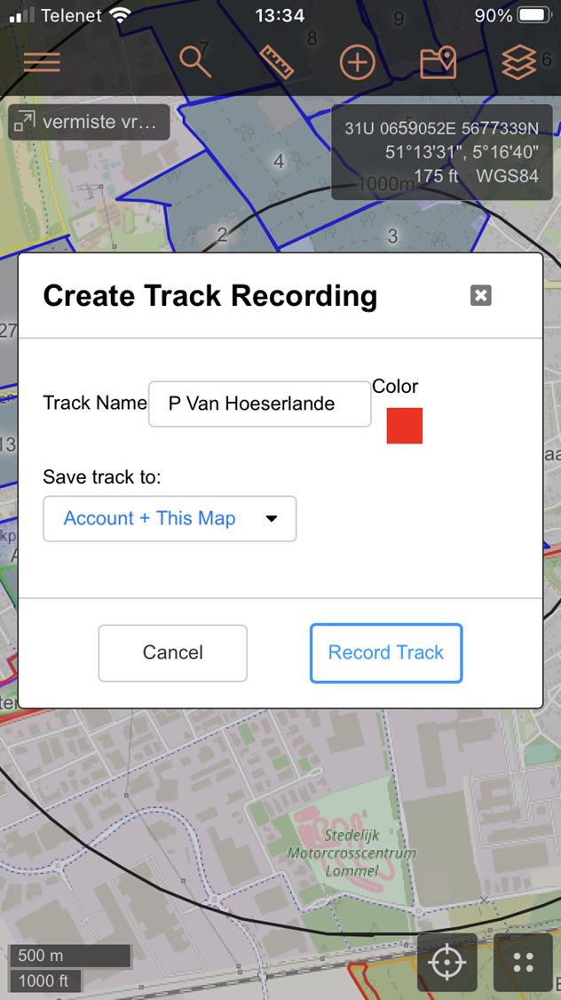 Telenet 13:34 90%
7 8 9
6
vermiste vr...
31U 0659052E 5677339N
51°13'31", 5°16'40"
175 ft WGS84
1000m
4
2 3
Create Track Recording
27
Track Name P Van Hoeserlande Color
13
Save track to:
Account + This Map
Cancel Record Track
Stedelijk
Motorcrosscentrum
Lommel
500 m
1000 ft